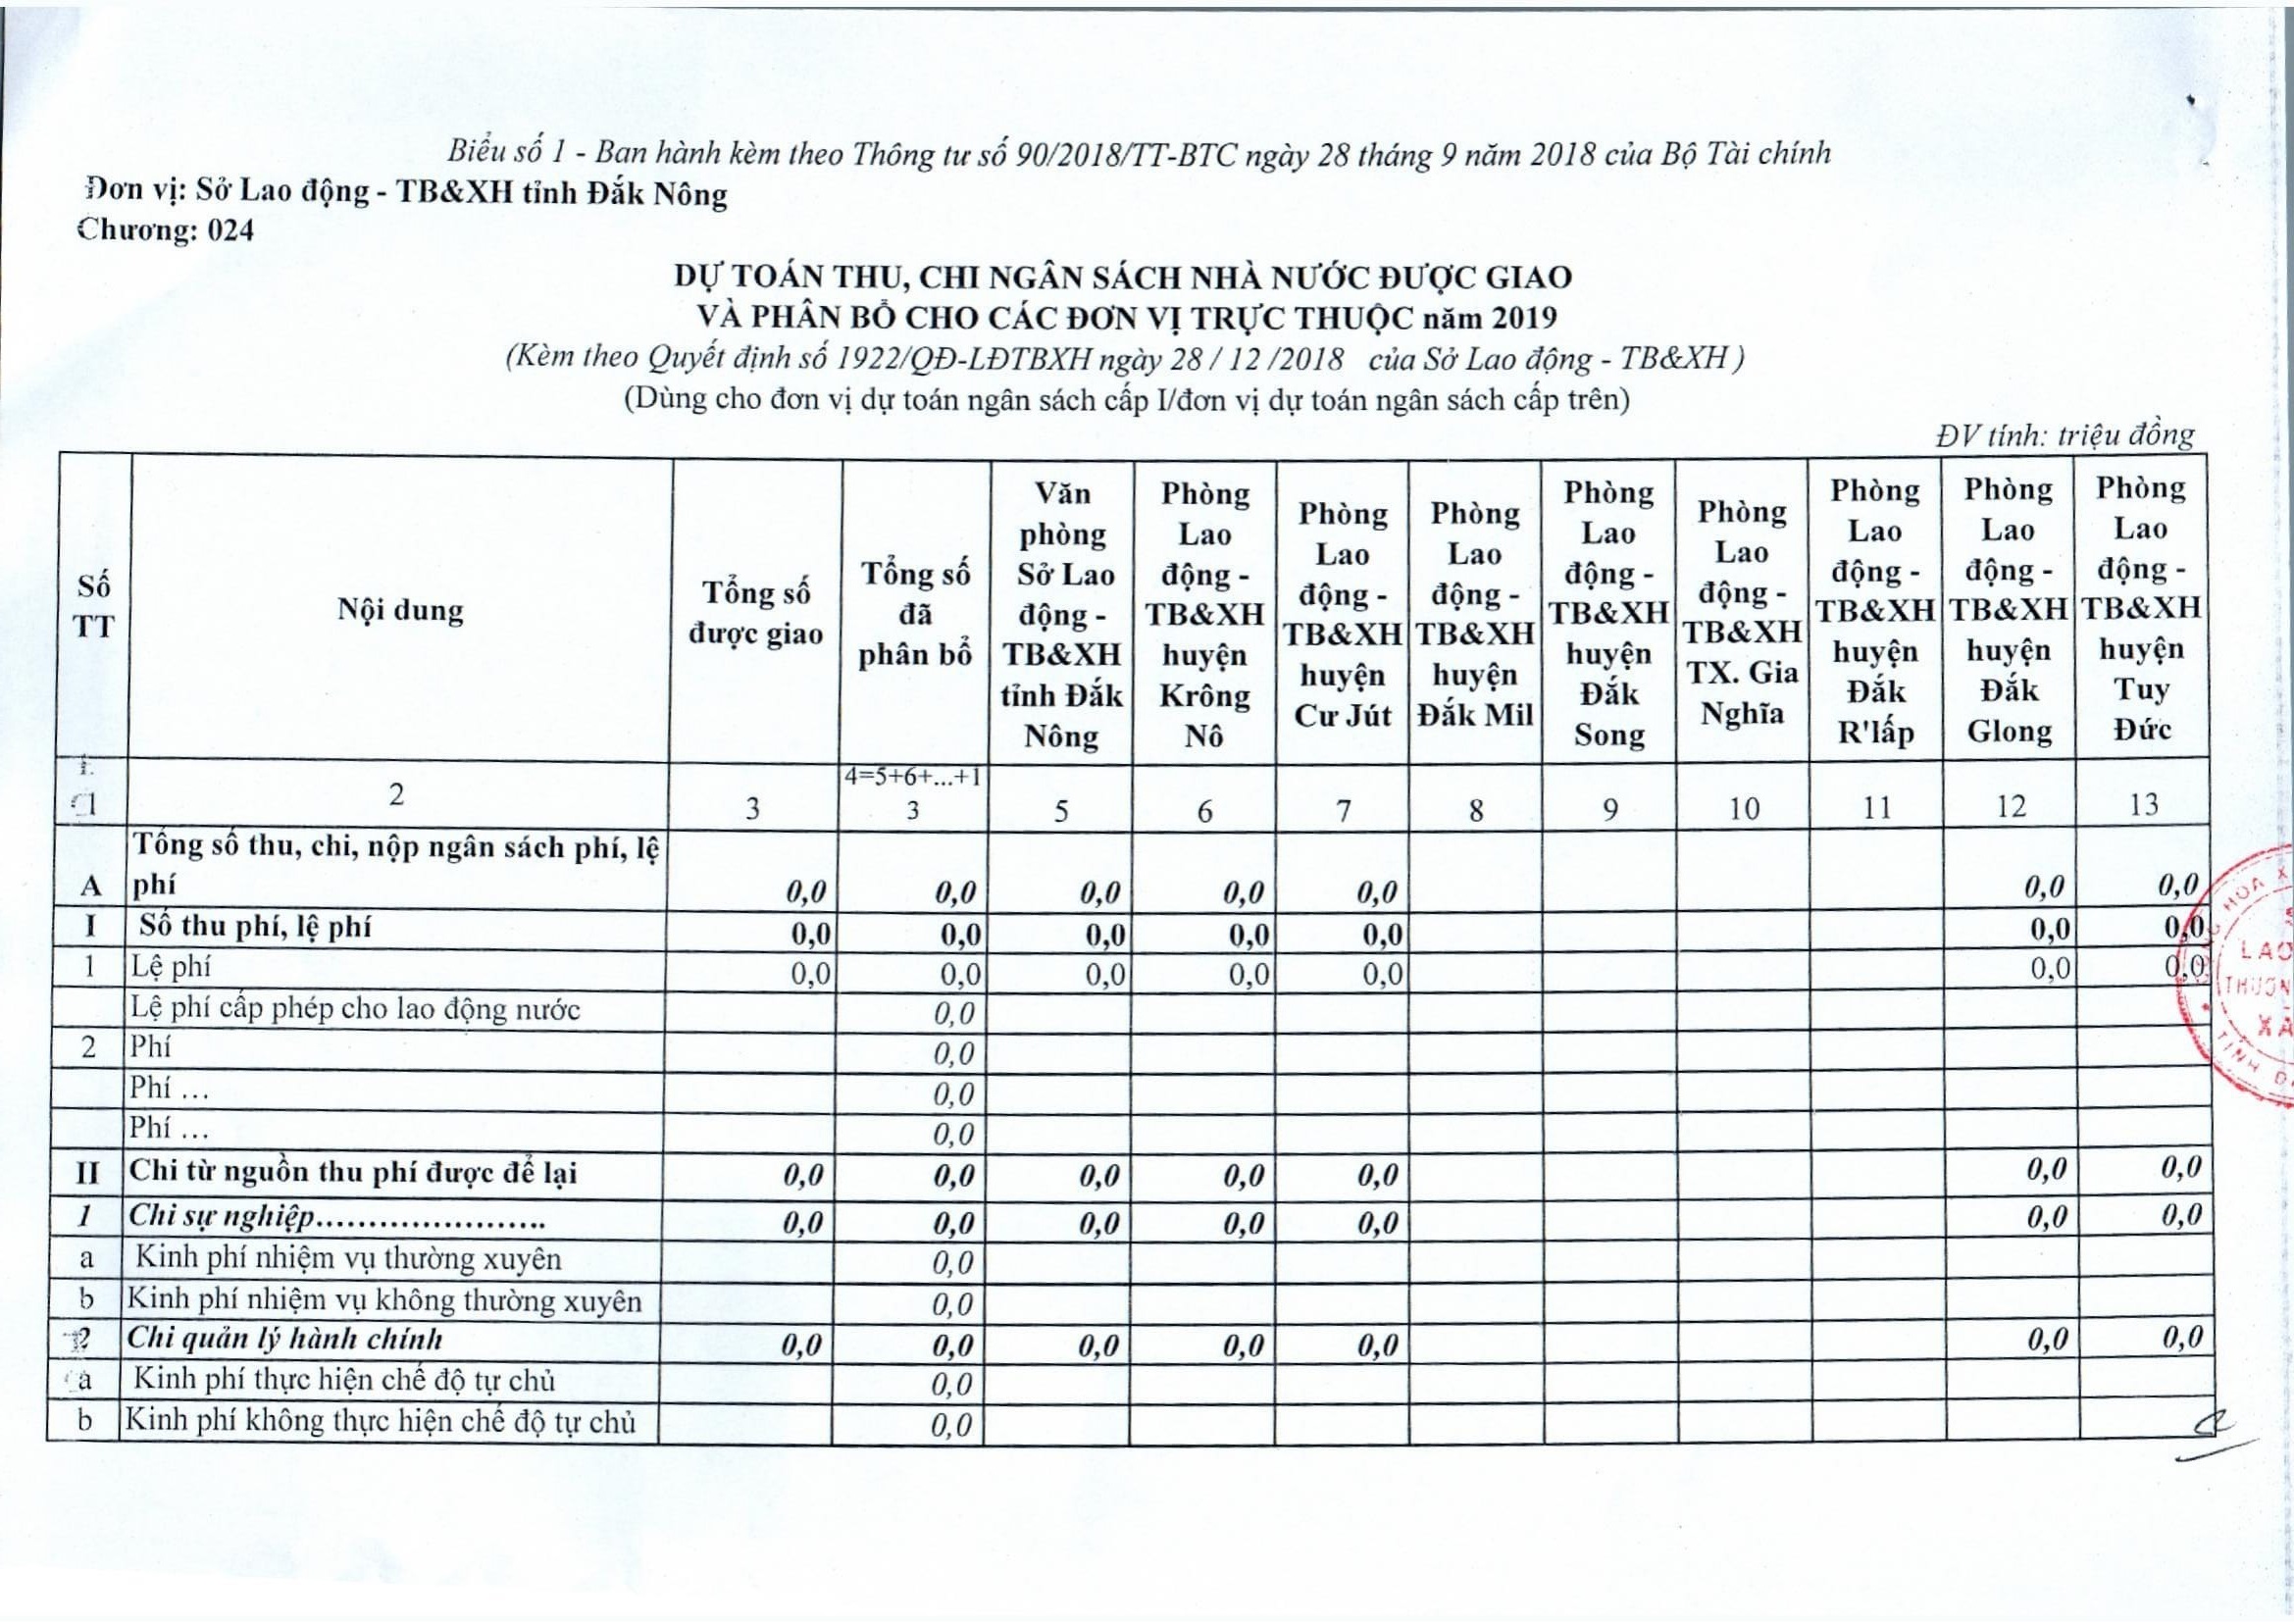 Biểu số 1 - Ban hành kèm theo Thông tư số 90/2018/TT-BTC ngày 28 tháng 9 năm 2018 của Bộ Tài chính
Đơn vị: Sở Lao động - TB&XH tỉnh Đắk Nông
Chương: 024
DỰ TOÁN THU, CHI NGÂN SÁCH NHÀ NƯỚC ĐƯỢC GIAO
VÀ PHÂN BỔ CHO CÁC ĐƠN VỊ TRỰC THUỘC năm 2019
(Kèm theo Quyết định số 1922/QĐ-LĐTBXH ngày 28 / 12 /2018 của Sở Lao động - TB&XH )
(Dùng cho đơn vị dự toán ngân sách cấp I/đơn vị dự toán ngân sách cấp trên)
ĐV tính: triệu đồng
Số TT | Nội dung | Tổng số được giao | Tổng số đã phân bổ | Văn phòng Sở Lao động - TB&XH tỉnh Đắk Nông | Phòng Lao động - TB&XH huyện Krông Nô | Phòng Lao động - TB&XH huyện Cư Jút | Phòng Lao động - TB&XH huyện Đắk Mil | Phòng Lao động - TB&XH huyện Đắk Song | Phòng Lao động - TB&XH TX. Gia Nghĩa | Phòng Lao động - TB&XH huyện Đắk R'lấp | Phòng Lao động - TB&XH huyện Đắk Glong | Phòng Lao động - TB&XH huyện Tuy Đức
1 | 2 | 3 | 4=5+6+...+13 | 5 | 6 | 7 | 8 | 9 | 10 | 11 | 12 | 13
A | Tổng số thu, chi, nộp ngân sách phí, lệ phí | 0,0 | 0,0 | 0,0 | 0,0 | 0,0 | | | | | 0,0 | 0,0
I | Số thu phí, lệ phí | 0,0 | 0,0 | 0,0 | 0,0 | 0,0 | | | | | 0,0 | 0,0
1 | Lệ phí | 0,0 | 0,0 | 0,0 | 0,0 | 0,0 | | | | | 0,0 | 0,0
Lệ phí cấp phép cho lao động nước | | 0,0
2 | Phí | | 0,0
Phí ... | | 0,0
Phí ... | | 0,0
II | Chi từ nguồn thu phí được để lại | 0,0 | 0,0 | 0,0 | 0,0 | 0,0 | | | | | 0,0 | 0,0
1 | Chi sự nghiệp...................... | 0,0 | 0,0 | 0,0 | 0,0 | 0,0 | | | | | 0,0 | 0,0
a | Kinh phí nhiệm vụ thường xuyên | | 0,0
b | Kinh phí nhiệm vụ không thường xuyên | | 0,0
2 | Chi quản lý hành chính | 0,0 | 0,0 | 0,0 | 0,0 | 0,0 | | | | | 0,0 | 0,0
a | Kinh phí thực hiện chế độ tự chủ | | 0,0
b | Kinh phí không thực hiện chế độ tự chủ | | 0,0